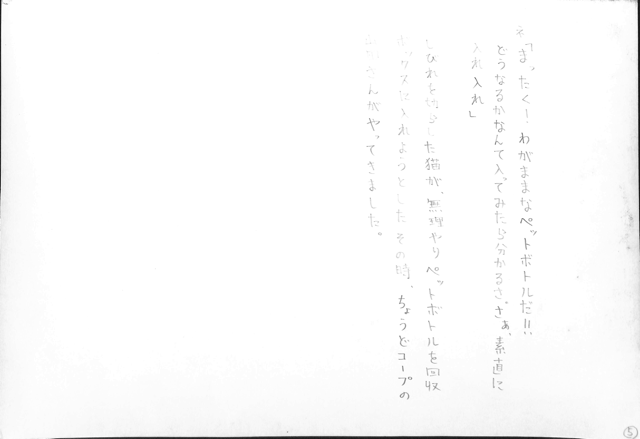 ネ「まったく！わがままなペットボトルだ!!
どうなるかなんて入ってみたら分かるさ。さぁ、素直に
入れ入れ」
しびれを切らした猫が、無理やりペットボトルを回収
ボックスに入れようとしたその時、ちょうどコープの
さんがやってきました。
5